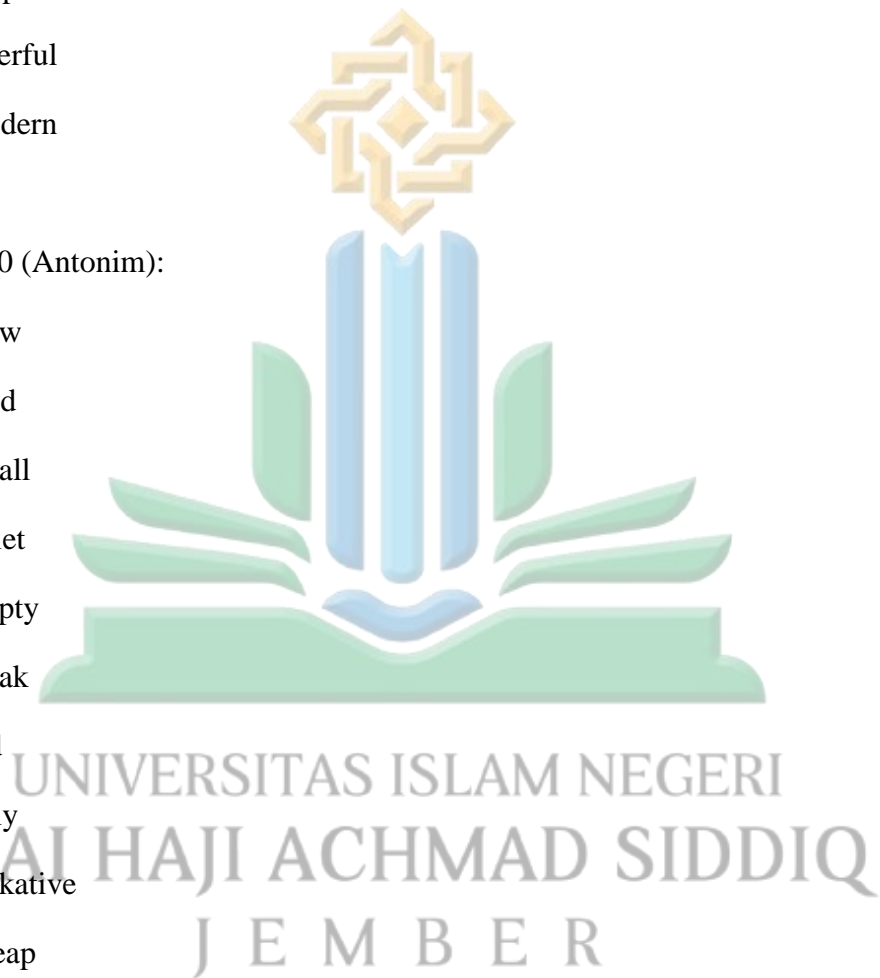 erful
dern
0 (Antonim):
w
d
all
et
pty
ak
UNIVERSITAS ISLAM NEGERI
y
AI HAJI ACHMAD SIDDIQ
kative
J E M B E R
eap